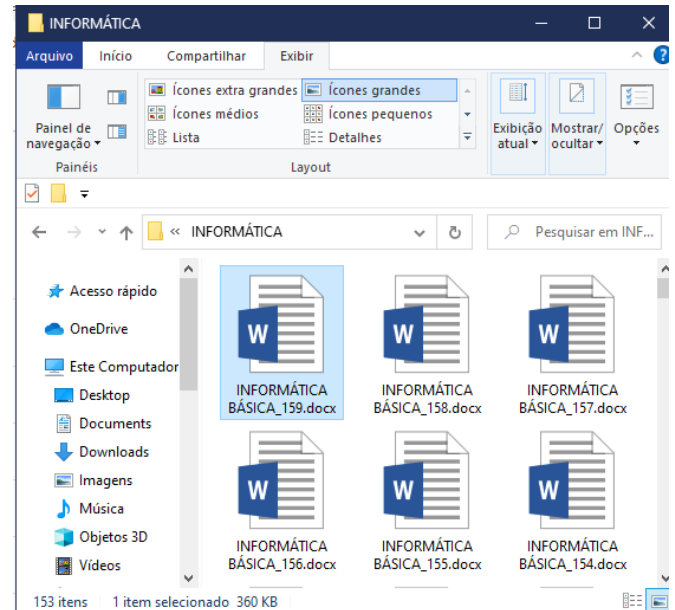 INFORMÁTICA
Arquivo Início Compartilhar Exibir
Ícones extra grandes Ícones grandes
Ícones médios Ícones pequenos
Lista Detalhes
Painel de navegação
Exibição atual
Mostrar/ ocultar
Opções
Painéis Layout
« INFORMÁTICA
Pesquisar em INF...
Acesso rápido
OneDrive
Este Computador
Desktop
Documents
Downloads
Imagens
Música
Objetos 3D
Vídeos
INFORMÁTICA BÁSICA_159.docx
INFORMÁTICA BÁSICA_158.docx
INFORMÁTICA BÁSICA_157.docx
INFORMÁTICA BÁSICA_156.docx
INFORMÁTICA BÁSICA_155.docx
INFORMÁTICA BÁSICA_154.docx
153 itens 1 item selecionado 360 KB